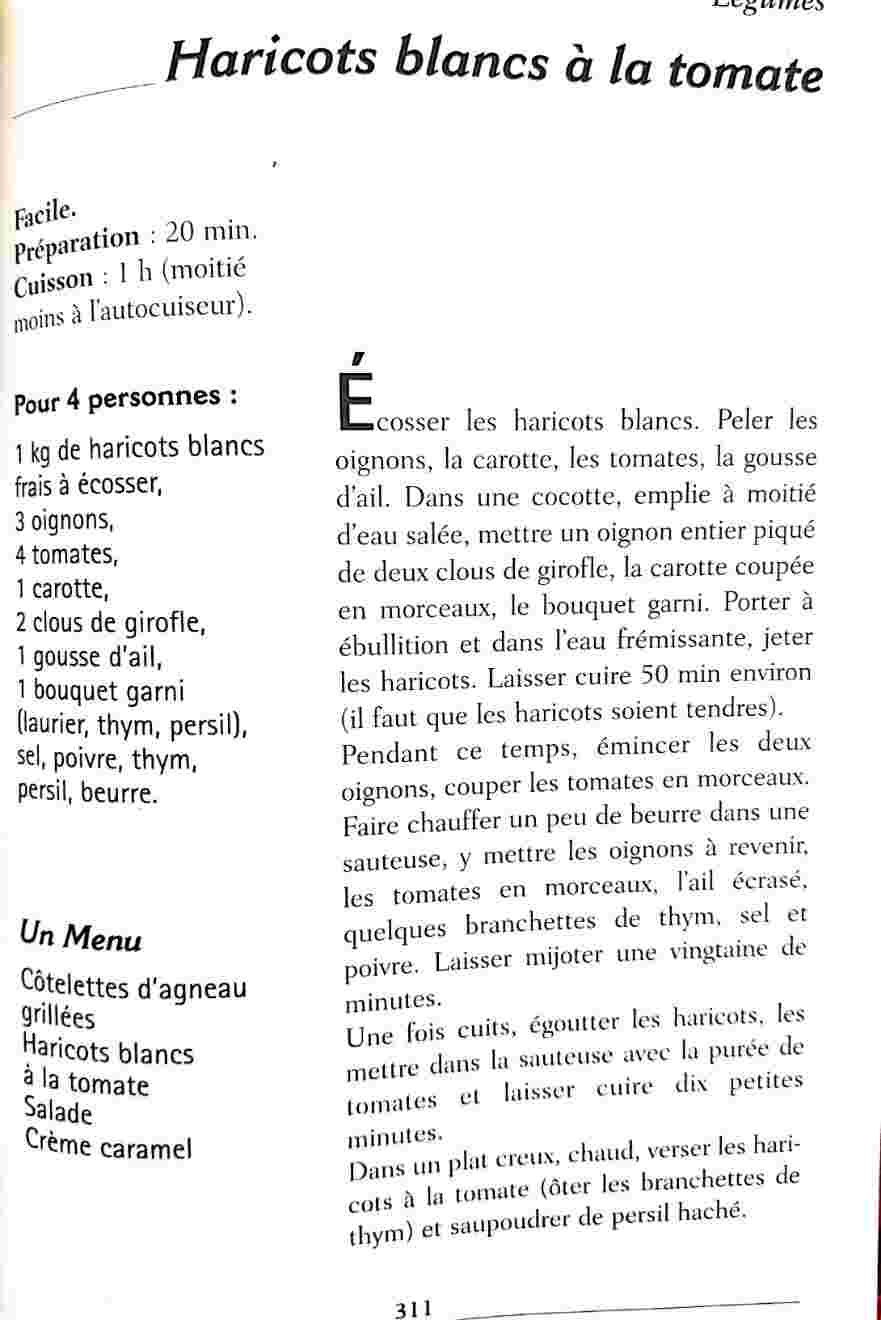 Légumes
Haricots blancs à la tomate
Facile.
Préparation : 20 min.
Cuisson : 1 h (moitié
moins à l'autocuiseur).
Pour 4 personnes :
1 kg de haricots blancs
frais à écosser,
3 oignons,
4 tomates,
1 carotte,
2 clous de girofle,
1 gousse d'ail,
1 bouquet garni
(laurier, thym, persil),
sel, poivre, thym,
persil, beurre.
Un Menu
Côtelettes d'agneau
grillées
Haricots blancs
à la tomate
Salade
Crème caramel
Écosser les haricots blancs. Peler les
oignons, la carotte, les tomates, la gousse
d'ail. Dans une cocotte, emplie à moitié
d'eau salée, mettre un oignon entier piqué
de deux clous de girofle, la carotte coupée
en morceaux, le bouquet garni. Porter à
ébullition et dans l'eau frémissante, jeter
les haricots. Laisser cuire 50 min environ
(il faut que les haricots soient tendres).
Pendant ce temps, émincer les deux
oignons, couper les tomates en morceaux.
Faire chauffer un peu de beurre dans une
sauteuse, y mettre les oignons à revenir,
les tomates en morceaux, l'ail écrasé,
quelques branchettes de thym, sel et
poivre. Laisser mijoter une vingtaine de
minutes.
Une fois cuits, égoutter les haricots, les
mettre dans la sauteuse avec la purée de
tomates et laisser cuire dix petites
minutes.
Dans un plat creux, chaud, verser les hari-
cots à la tomate (ôter les branchettes de
thym) et saupoudrer de persil haché.
311